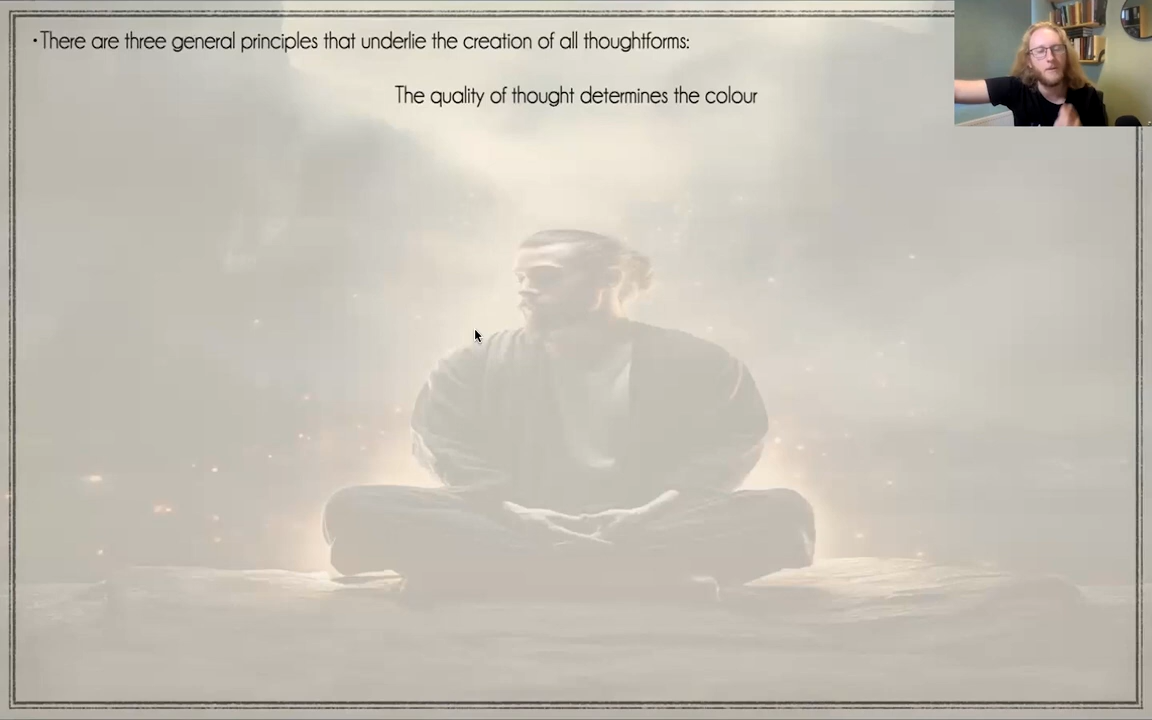 •There are three general principles that underlie the creation of all thoughtforms:
The quality of thought determines the colour